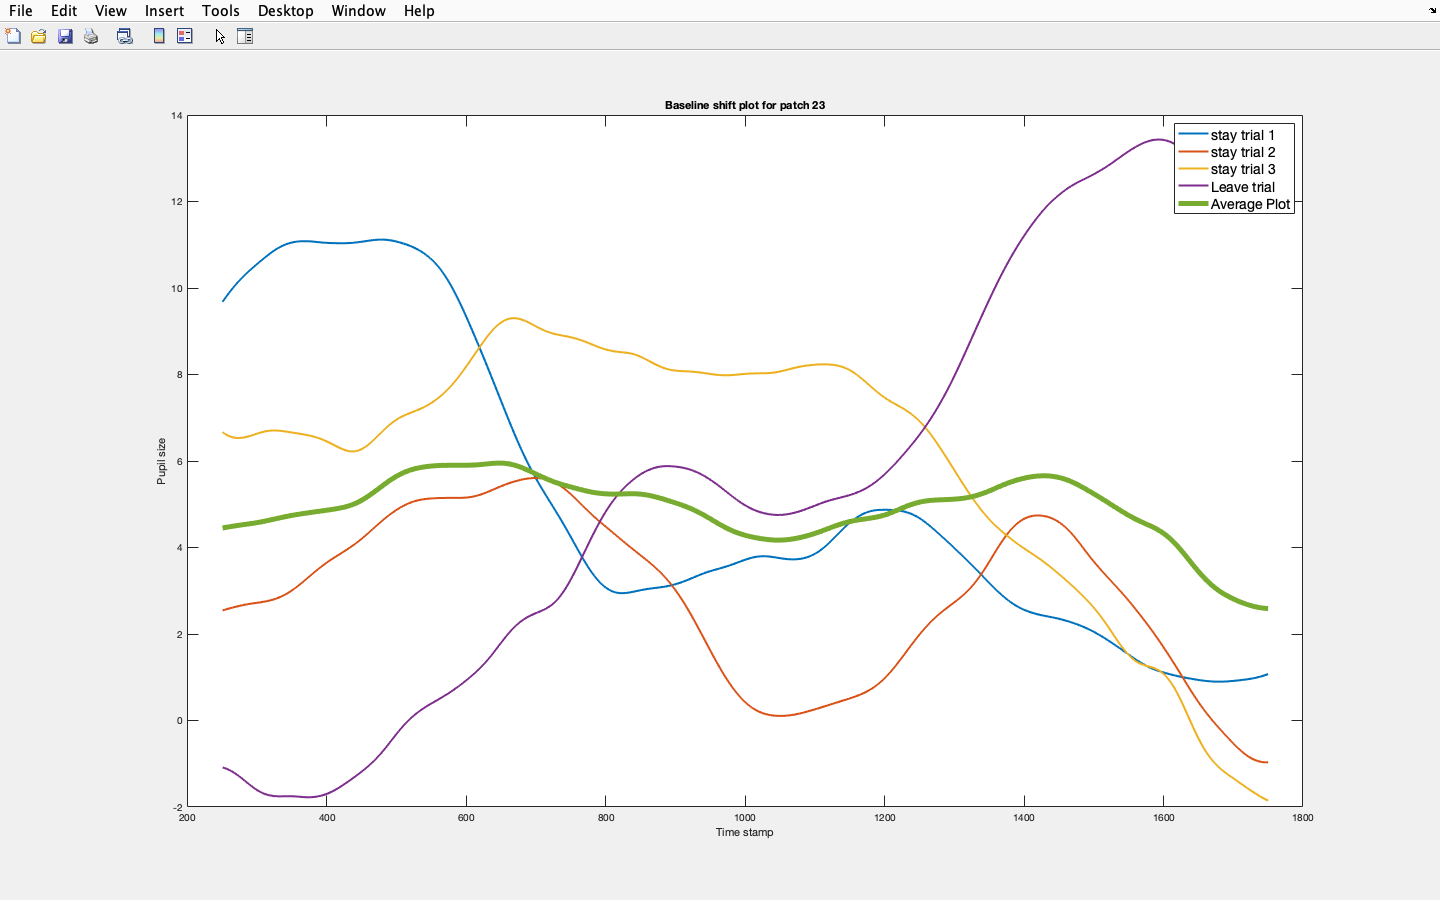 File Edit View Insert Tools Desktop Window Help
Baseline shift plot for patch 23
14
12
10
8
6
4
2
0
-2
Pupil size
200 400 600 800 1000 1200 1400 1600 1800
Time stamp
stay trial 1
stay trial 2
stay trial 3
Leave trial
Average Plot